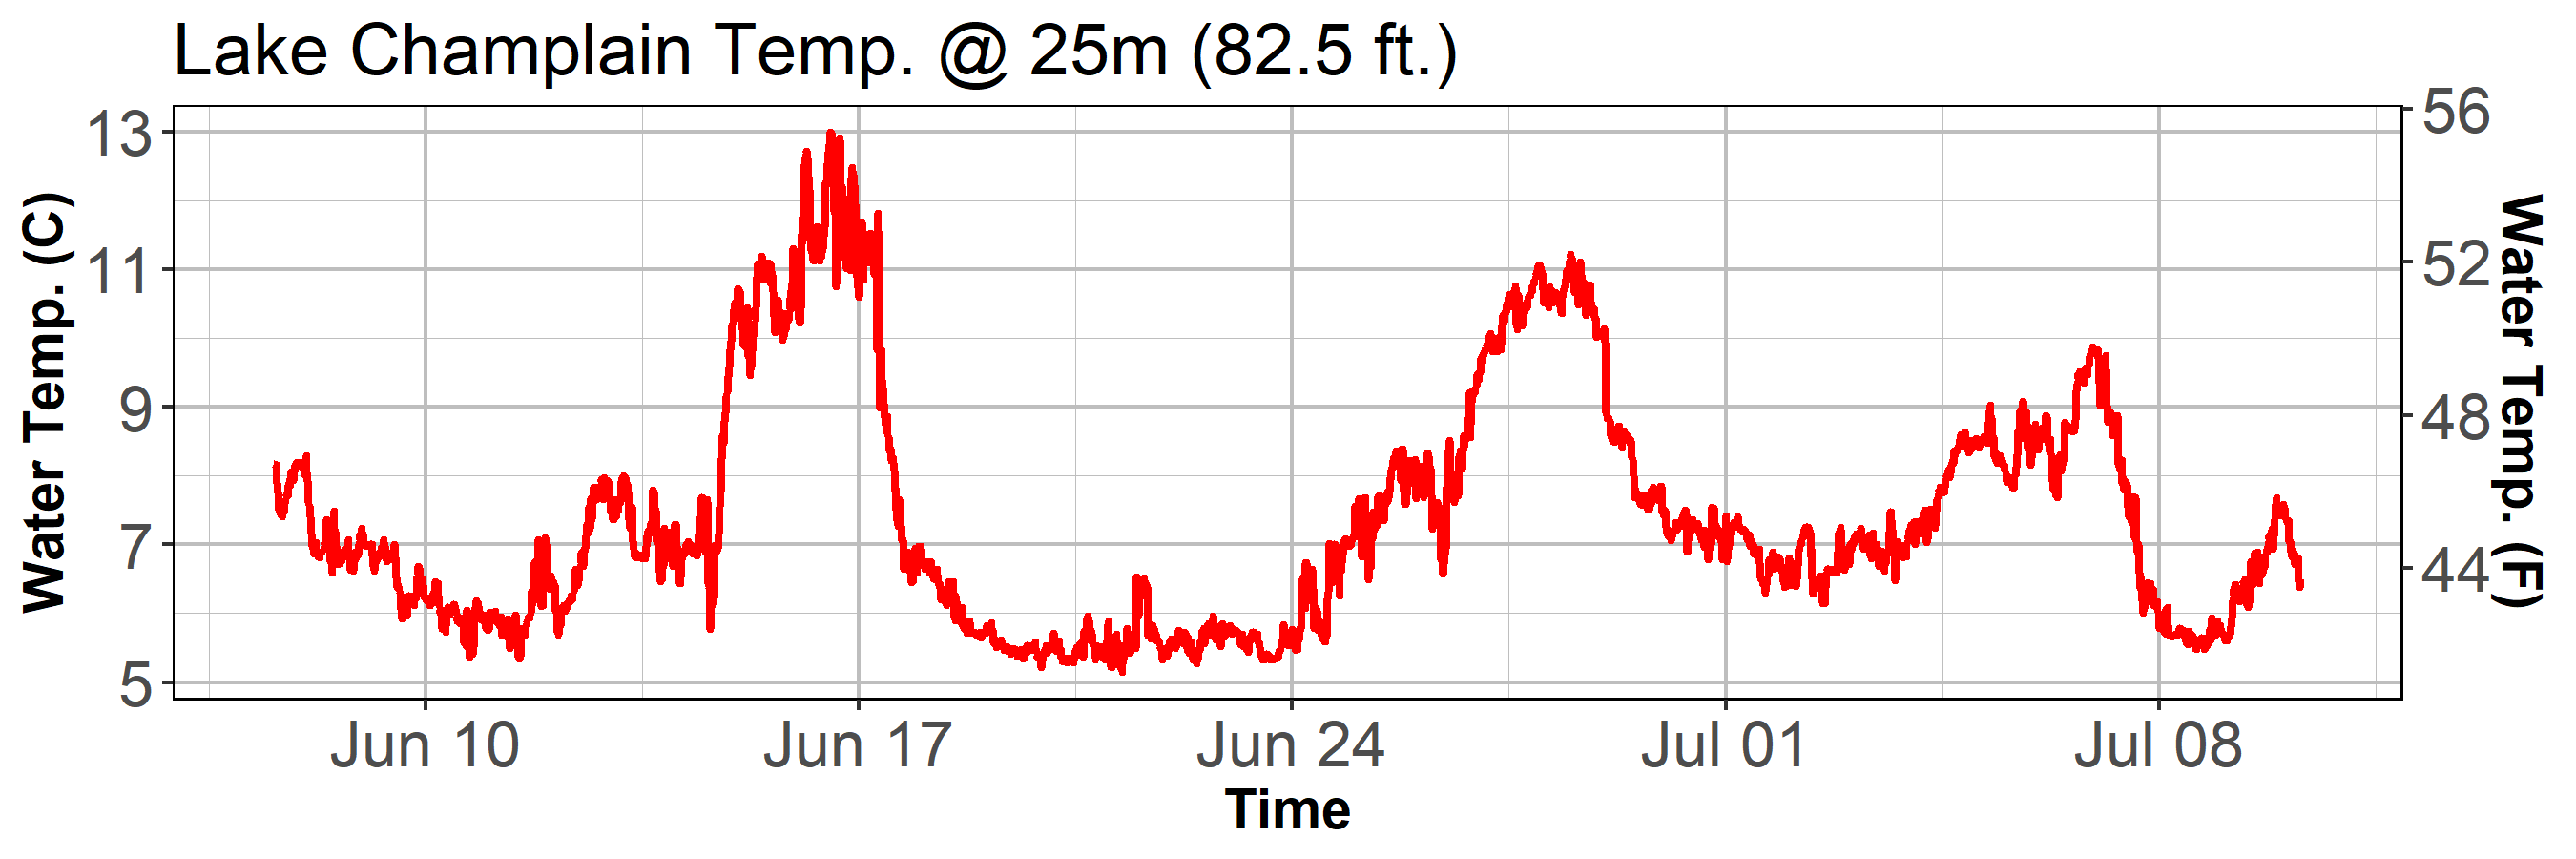 Lake Champlain Temp. @ 25m (82.5 ft.)
Water Temp. (C)
13
11
9
7
5
56
52
48
44
Water Temp. (F)
Jun 10 Jun 17 Jun 24 Jul 01 Jul 08
Time